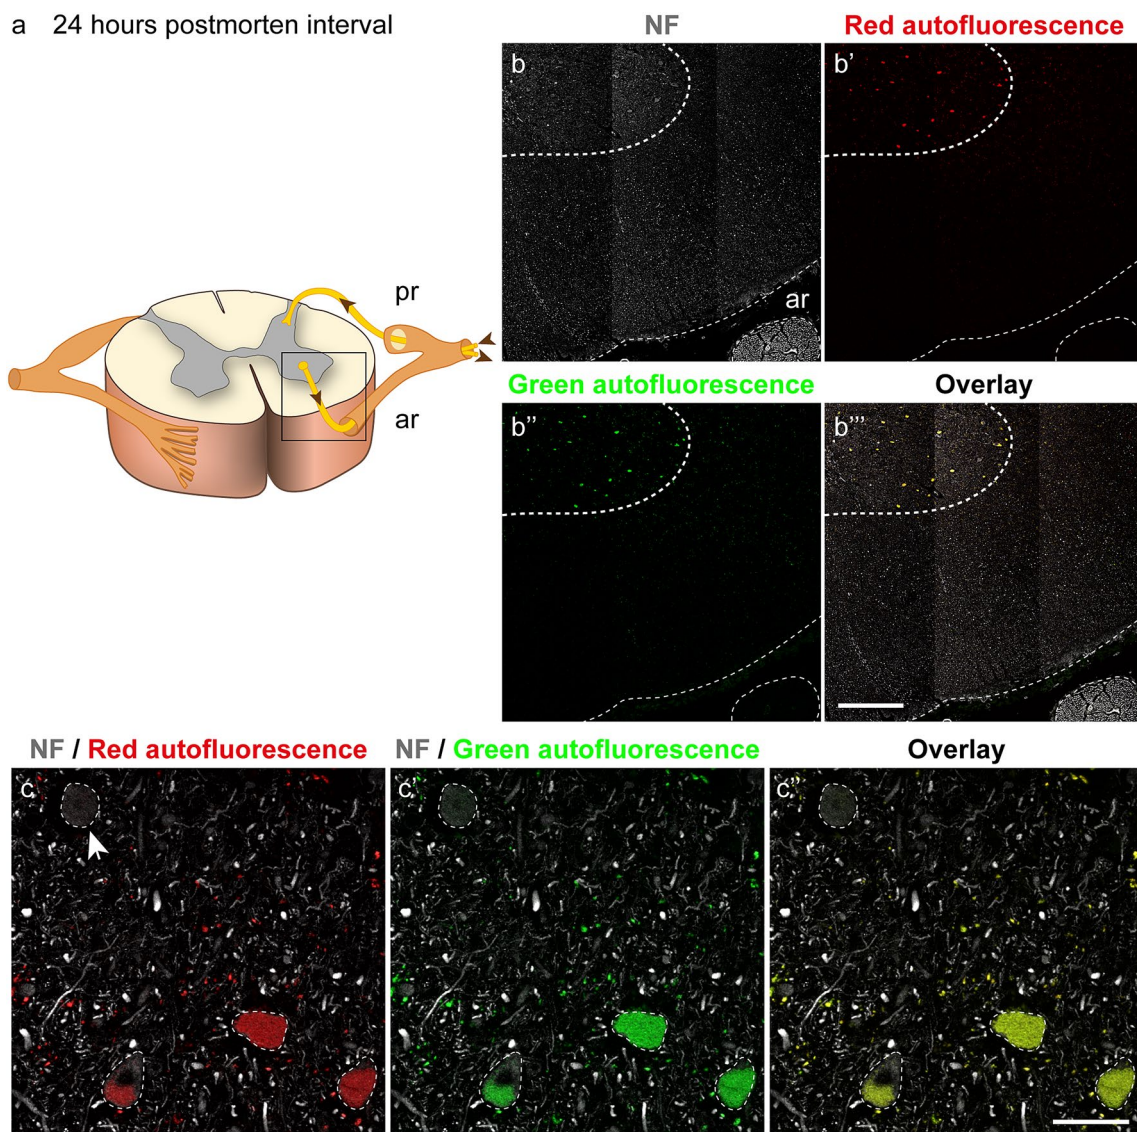 a 24 hours postmorten interval
NF
Red autofluorescence
b
b'
pr
ar
ar
Green autofluorescence
Overlay
b''
b'''
NF / Red autofluorescence
NF / Green autofluorescence
Overlay
c
c'
c''